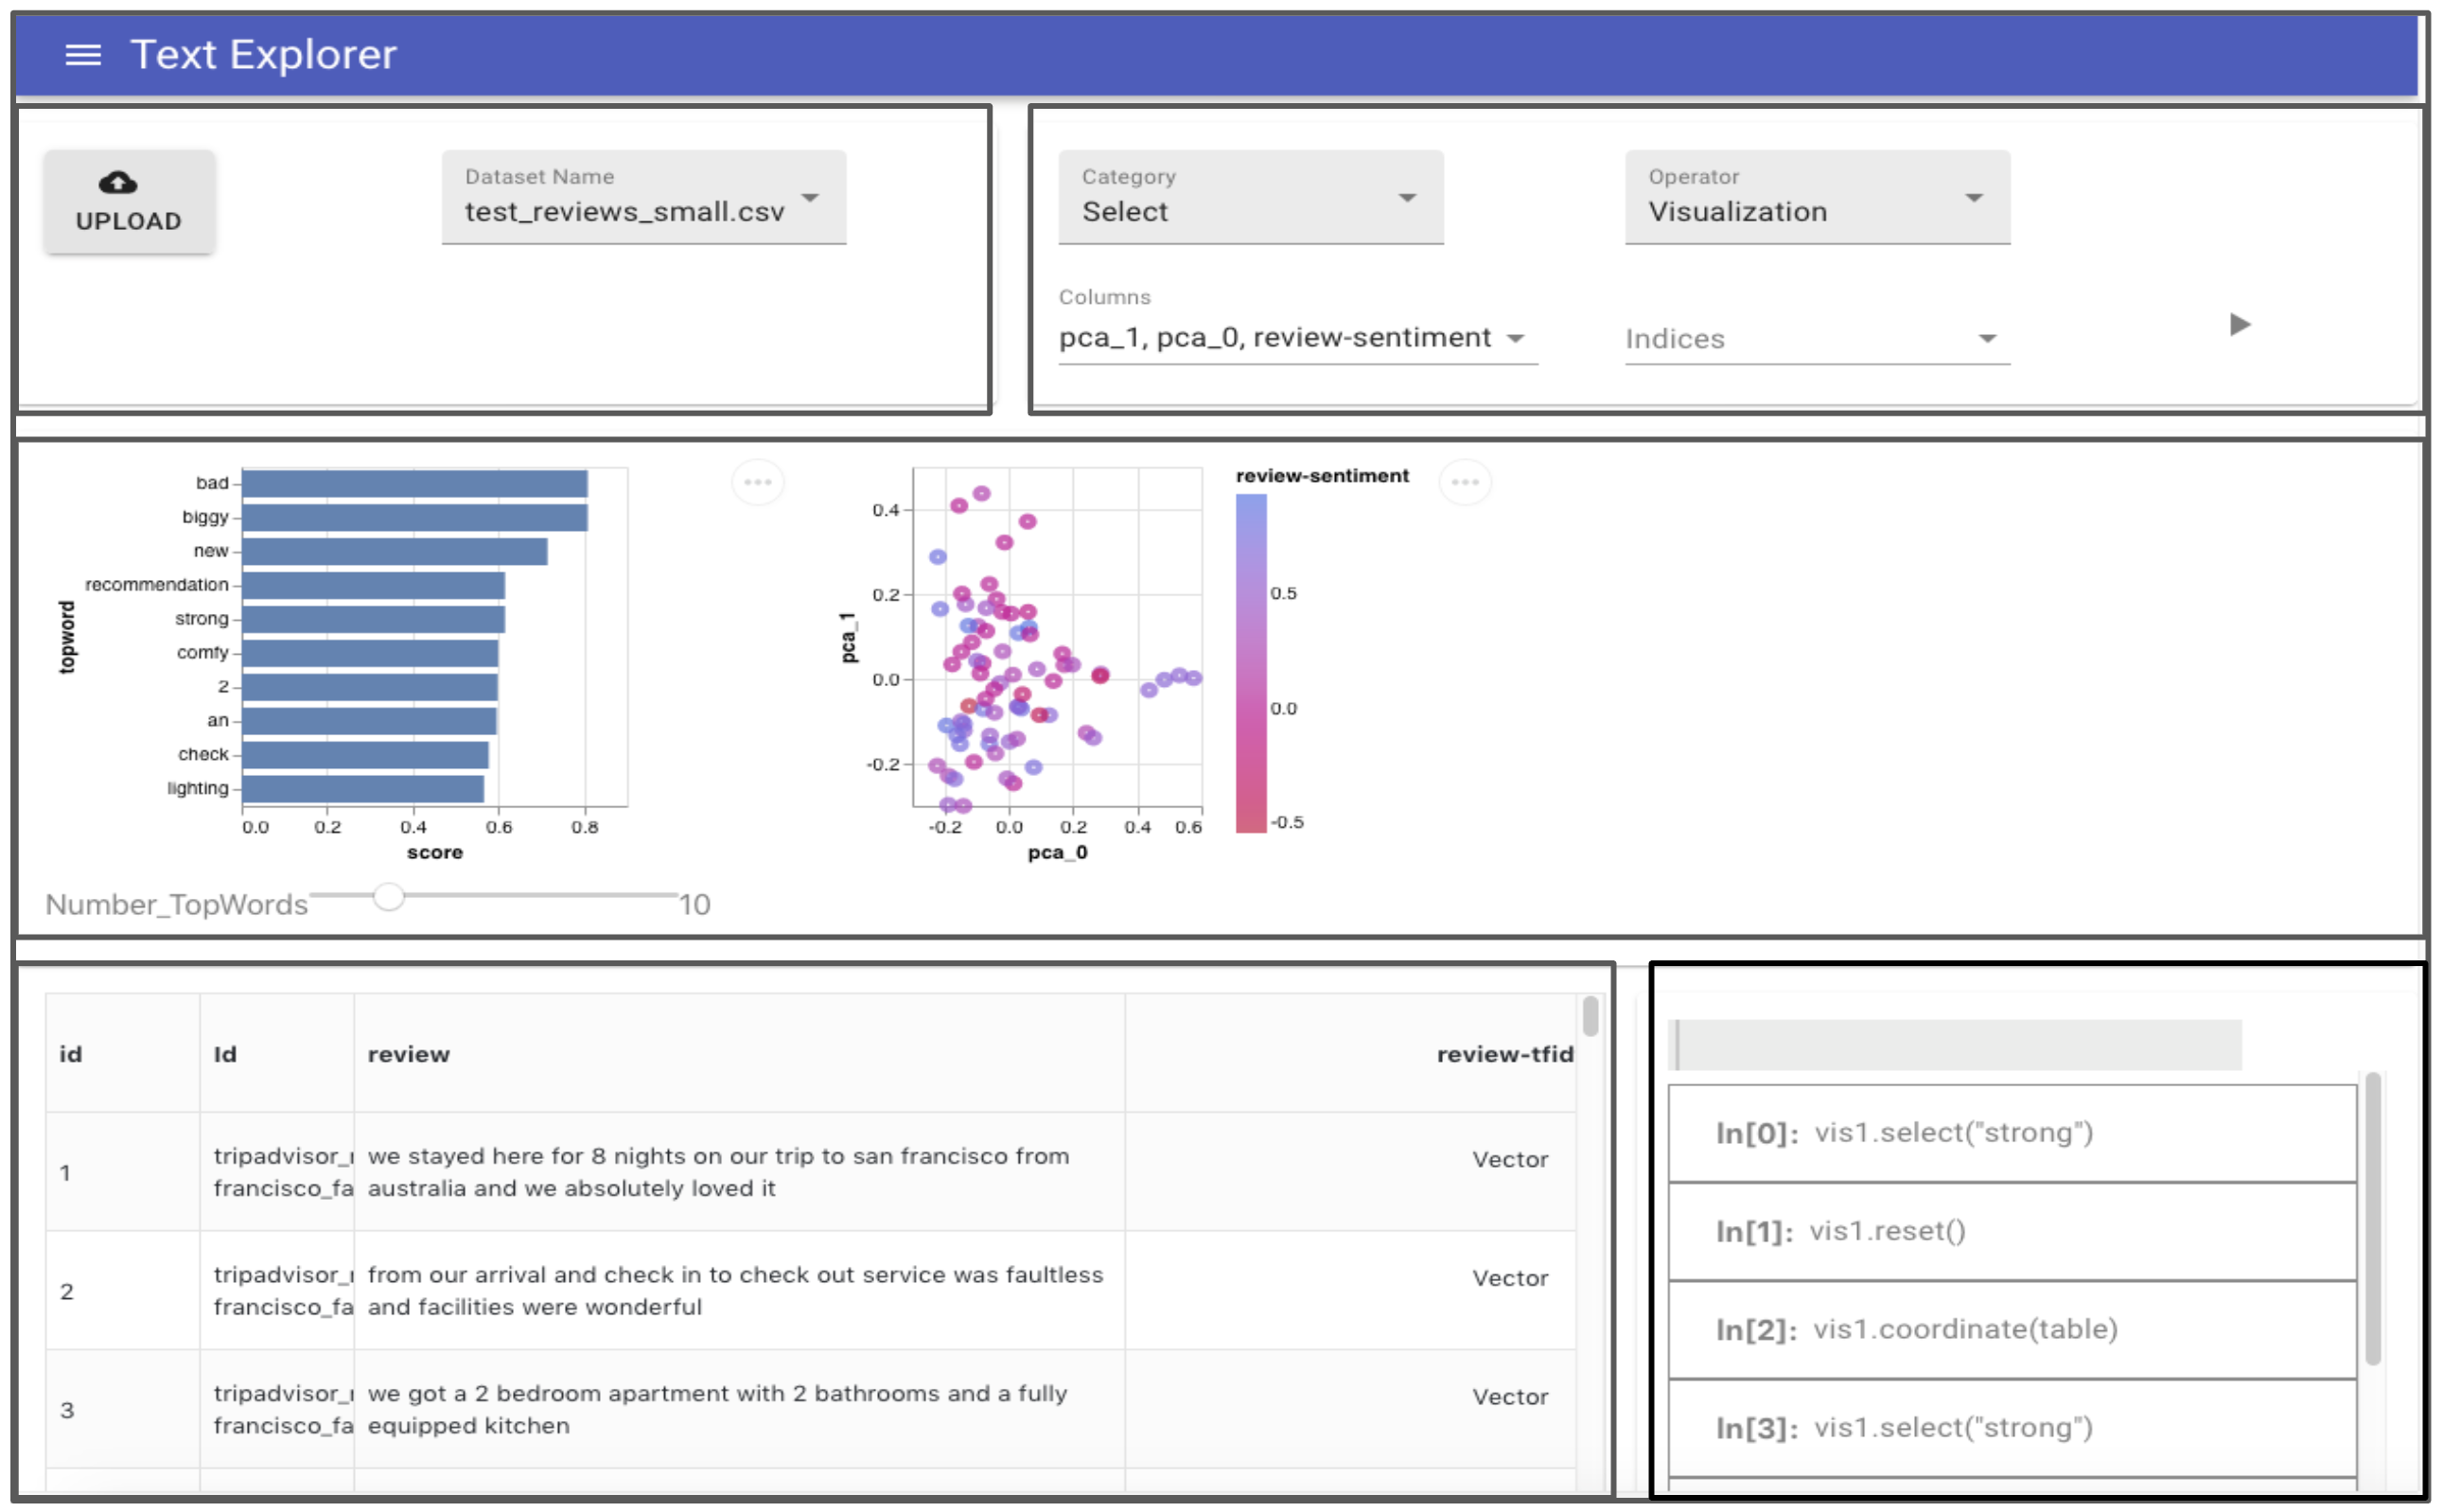 Text Explorer
UPLOAD
Dataset Name
test_reviews_small.csv
Category
Select
Operator
Visualization
Columns
pca_1, pca_0, review-sentiment
Indices
topword
bad
biggy
new
recommendation
strong
comfy
2
an
check
lighting
0.0 0.2 0.4 0.6 0.8
score
Number_TopWords 10
pca_1
0.4
0.2
0.0
-0.2
-0.2 0.0 0.2 0.4 0.6
pca_0
review-sentiment
0.5
0.0
-0.5
id Id review review-tfid
1 tripadvisor_ we stayed here for 8 nights on our trip to san francisco from Vector
francisco_fa australia and we absolutely loved it
2 tripadvisor_ from our arrival and check in to check out service was faultless Vector
francisco_fa and facilities were wonderful
3 tripadvisor_ we got a 2 bedroom apartment with 2 bathrooms and a fully Vector
francisco_fa equipped kitchen
In[0]: vis1.select("strong")
In[1]: vis1.reset()
In[2]: vis1.coordinate(table)
In[3]: vis1.select("strong")